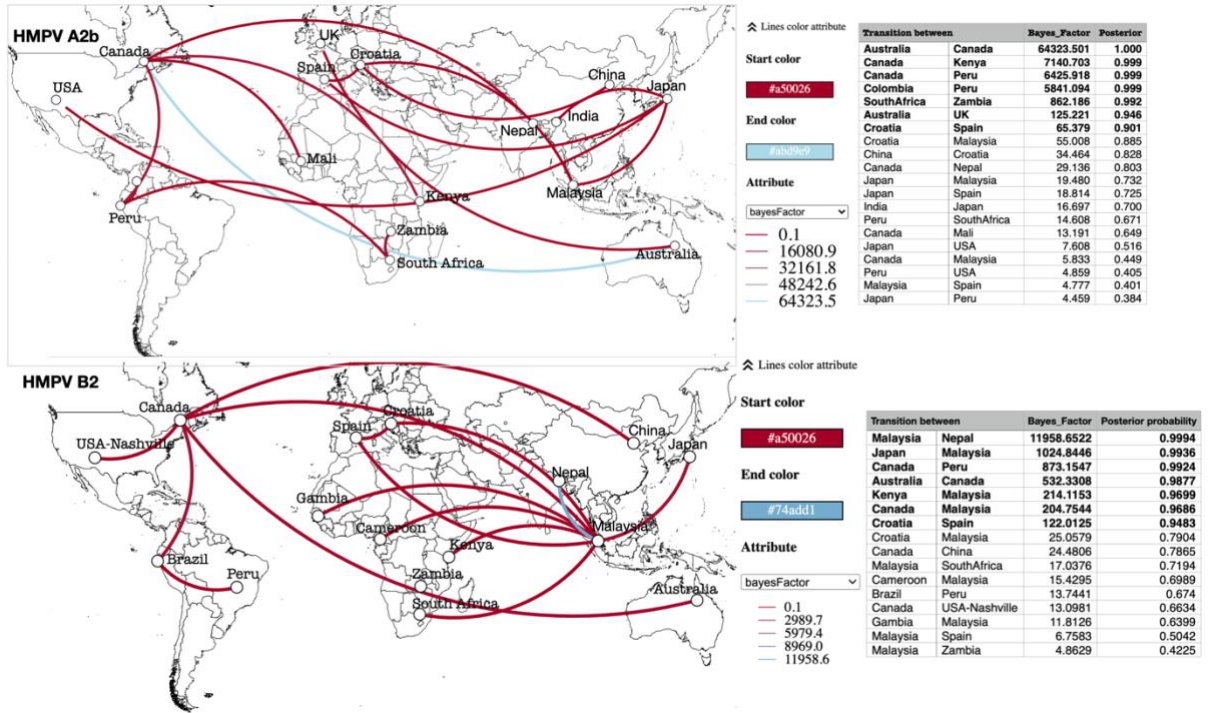 HMPV A2b
Canada
USA
UK
Croatia
Spain
China
Japan
India
Nepal
Mali
Malaysia
Kenya
Peru
Zambia
South Africa
Australia
Lines color attribute
Start color
#a50026
End color
#abd9e9
Attribute
bayesFactor
0.1
16080.9
32161.8
48242.6
64323.5
Transition between Bayes_Factor Posterior
Australia Canada 64323.501 1.000
Canada Kenya 7140.703 0.999
Canada Peru 6425.918 0.999
Colombia Peru 5841.094 0.999
SouthAfrica Zambia 862.186 0.992
Australia UK 125.221 0.946
Croatia Spain 65.379 0.901
Croatia Malaysia 55.008 0.885
China Croatia 34.464 0.828
Canada Nepal 29.136 0.803
Japan Malaysia 19.480 0.732
Japan Spain 18.814 0.725
India Japan 16.697 0.700
Peru SouthAfrica 14.608 0.671
Canada Mali 13.191 0.649
Japan USA 7.608 0.516
Canada Malaysia 5.833 0.449
Peru USA 4.859 0.405
Malaysia Spain 4.777 0.401
Japan Peru 4.459 0.384
HMPV B2
Canada
USA-Nashville
Croatia
Spain
China
Japan
Nepal
Gambia
Cameroon
Malaysia
Kenya
Brazil
Peru
Zambia
South Africa
Australia
Lines color attribute
Start color
#a50026
End color
#74add1
Attribute
bayesFactor
0.1
2989.7
5979.4
8969.0
11958.6
Transition between Bayes_Factor Posterior probability
Malaysia Nepal 11958.6522 0.9994
Japan Malaysia 1024.8446 0.9936
Canada Peru 873.1547 0.9924
Australia Canada 532.3308 0.9877
Kenya Malaysia 214.1153 0.9699
Canada Malaysia 204.7544 0.9686
Croatia Spain 122.0125 0.9483
Croatia Malaysia 25.0579 0.7904
Canada China 24.4806 0.7865
Malaysia SouthAfrica 17.0376 0.7194
Cameroon Malaysia 15.4295 0.6989
Brazil Peru 13.7441 0.674
Canada USA-Nashville 13.0981 0.6634
Gambia Malaysia 11.8126 0.6399
Malaysia Spain 6.7583 0.5042
Malaysia Zambia 4.8629 0.4225